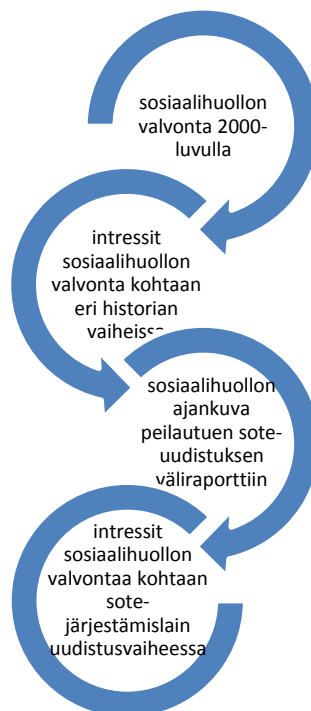 sosiaalihuollon
valvonta 2000-
luvulla
intressit
sosiaalihuollon
valvonta kohtaan
eri historian
vaiheissa
sosiaalihuollon
ajankuva
peilautuen sote-
uudistuksen
väliraporttiin
intressit
sosiaalihuollon
valvontaa kohtaan
sote-
järjestämislain
uudistusvaiheessa